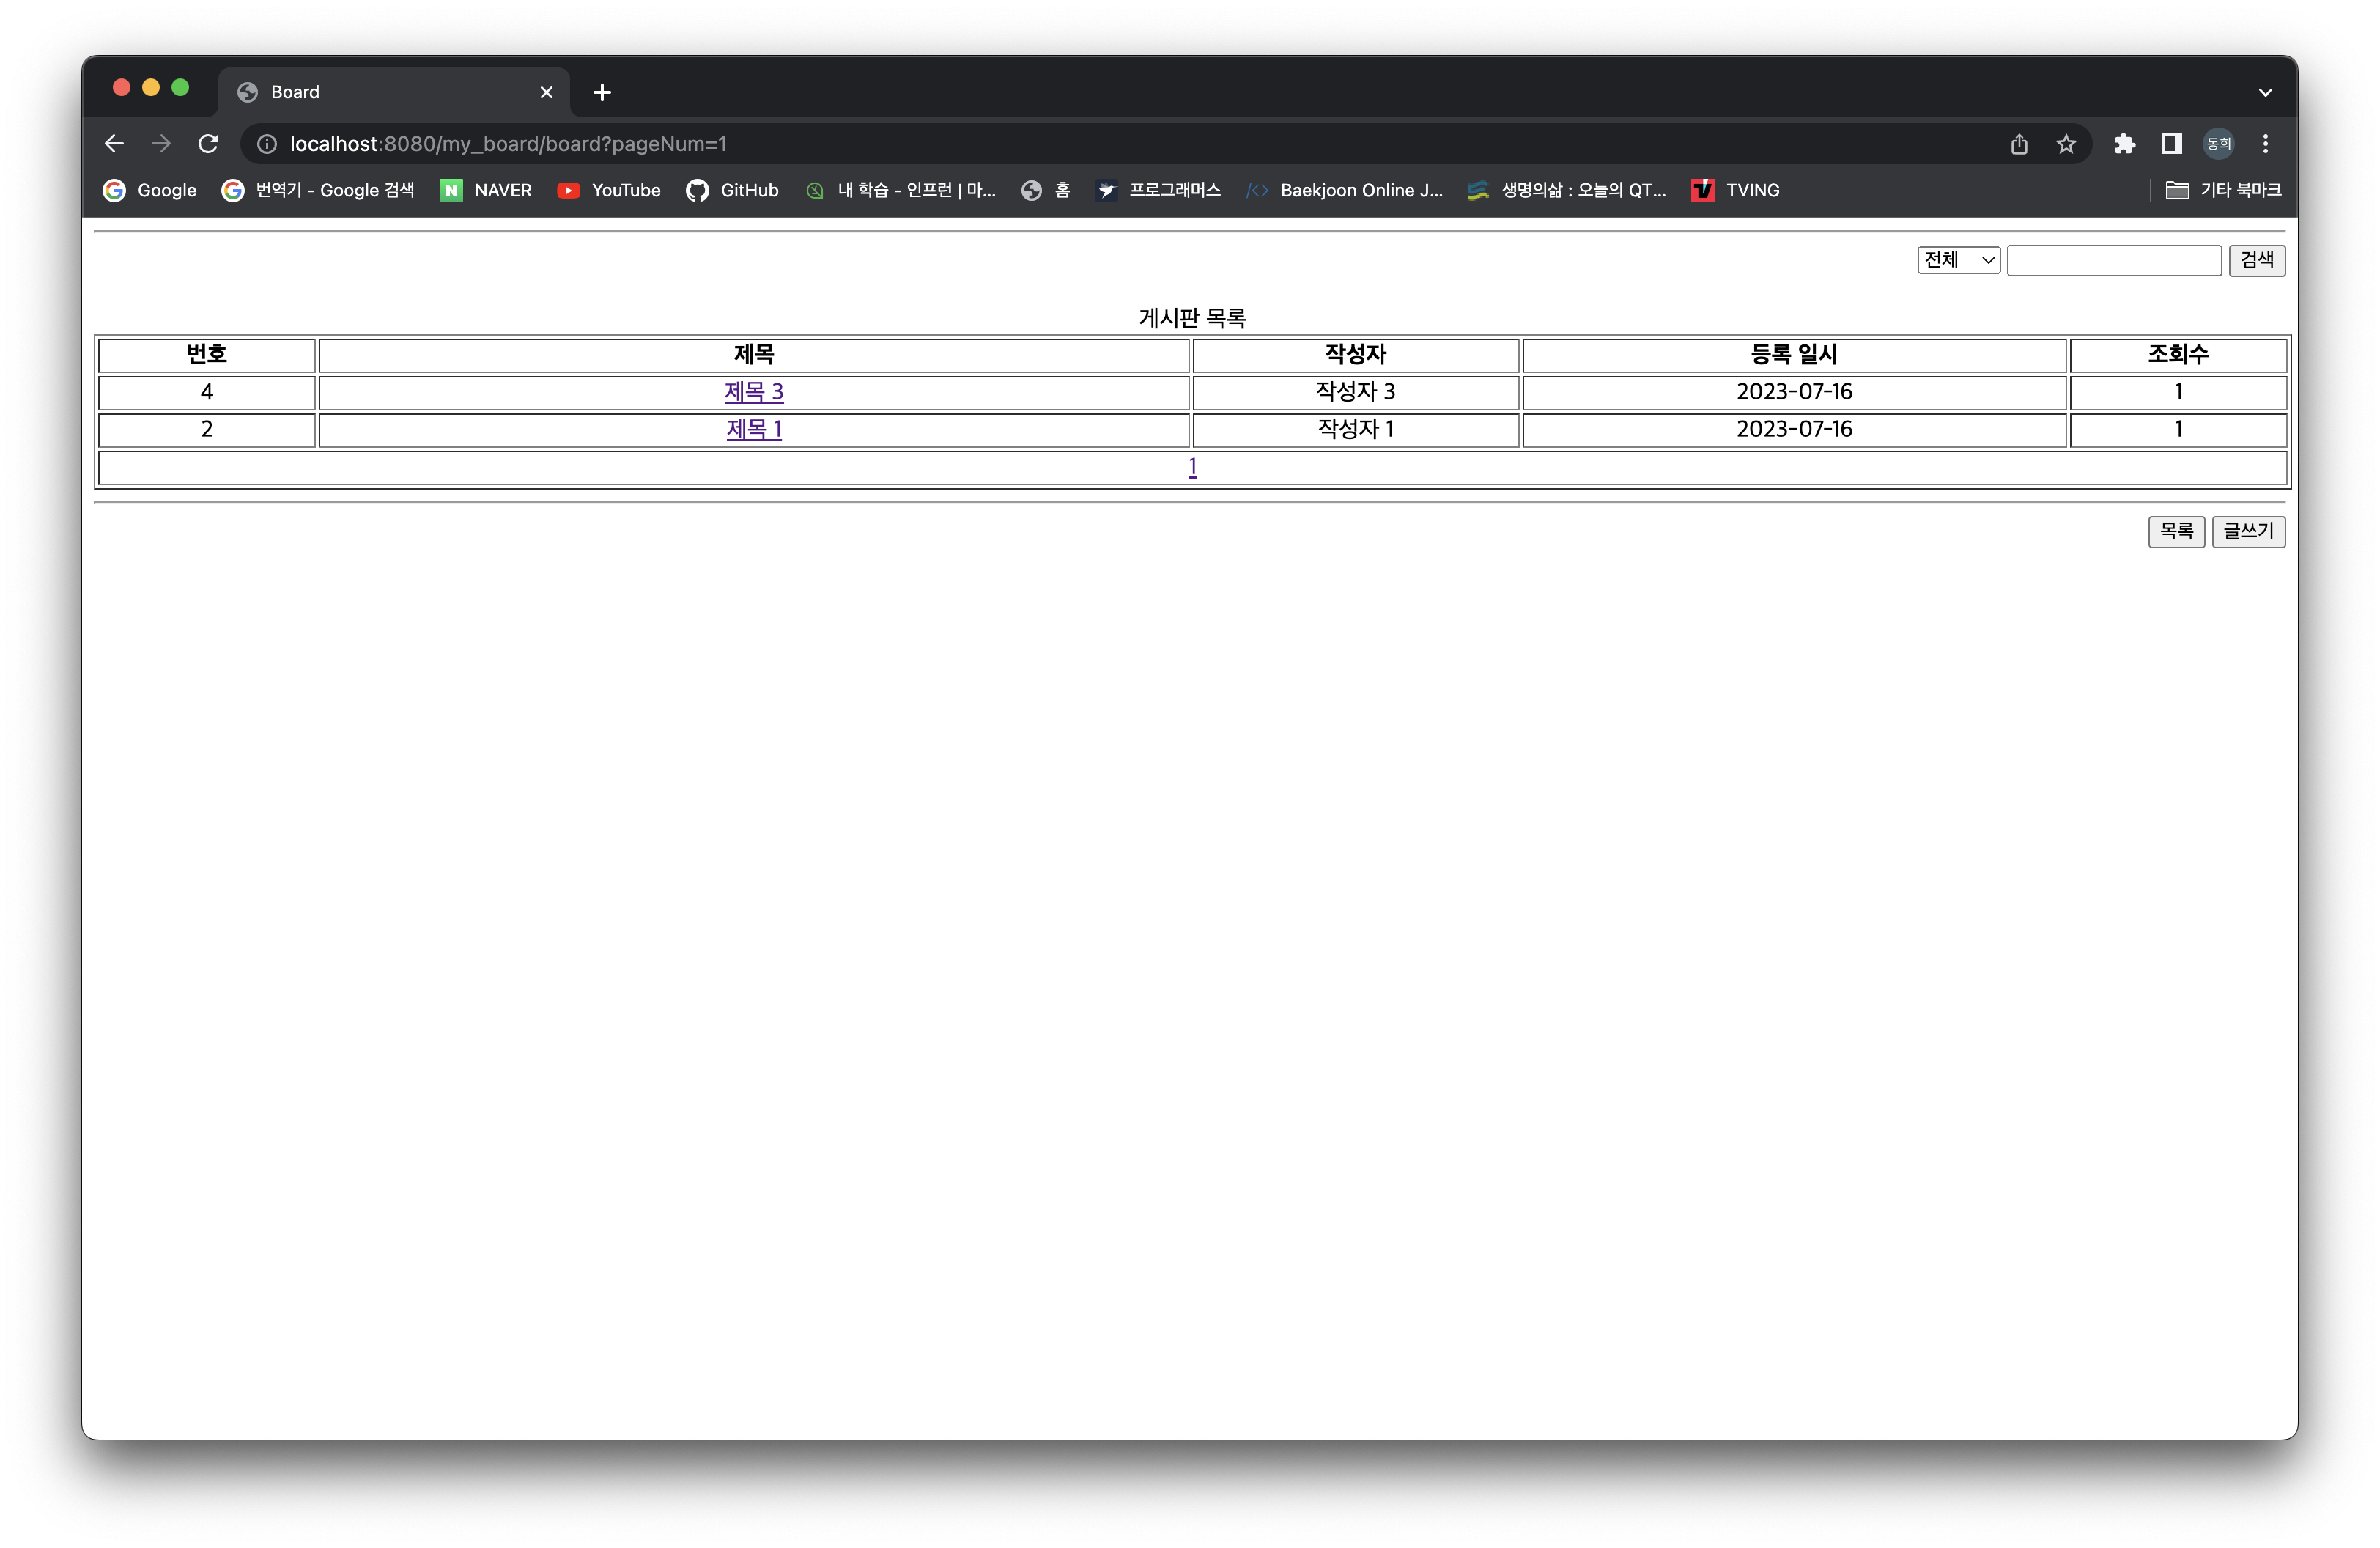 Board
localhost:8080/my_board/board?pageNum=1
동희
Google 번역기 - Google 검색 N NAVER YouTube GitHub 내 학습 - 인프런 | 마... 홈 프로그래머스 Baekjoon Online J... 생명의삶 : 오늘의 QT... TVING 기타 북마크
전체 검색
게시판 목록
번호 제목 작성자 등록 일시 조회수
4 제목 3 작성자 3 2023-07-16 1
2 제목 1 작성자 1 2023-07-16 1
1
목록 글쓰기